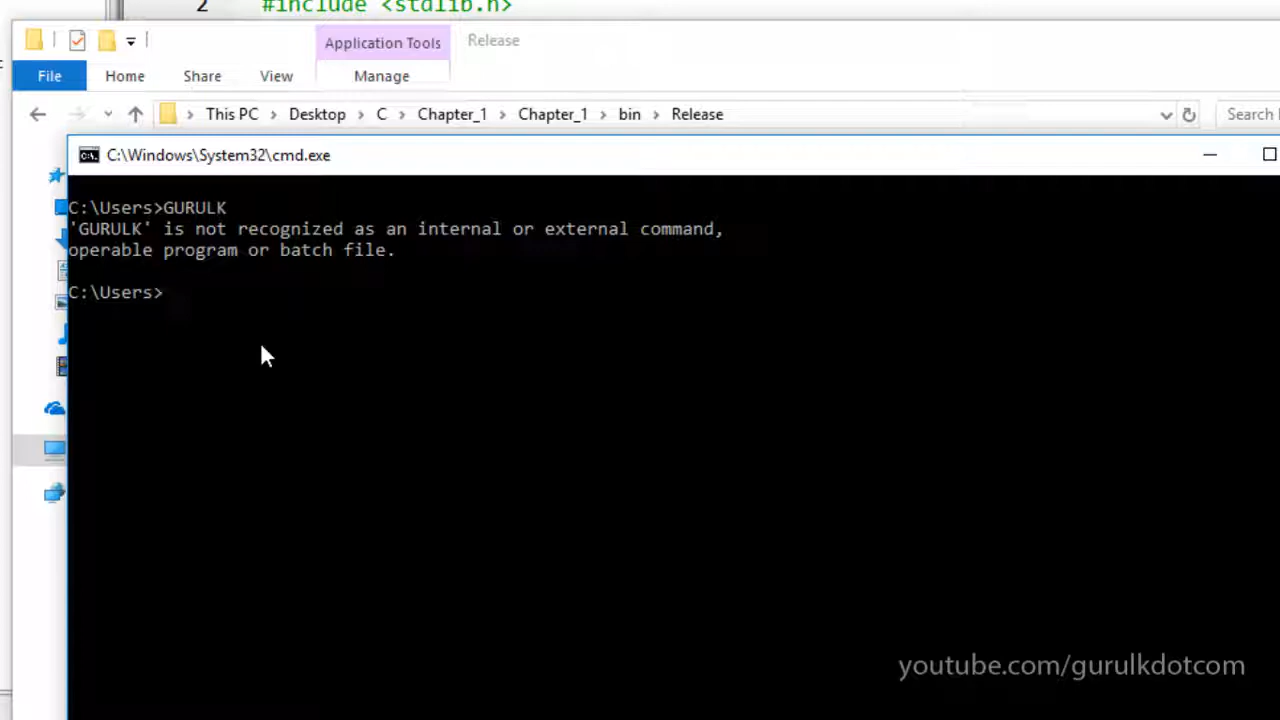 2 #include <stdlib.h>
Application Tools Release
File Home Share View Manage
This PC > Desktop > C > Chapter_1 > Chapter_1 > bin > Release Search
C:\Windows\System32\cmd.exe
C:\Users>GURULK
'GURULK' is not recognized as an internal or external command,
operable program or batch file.
C:\Users>
youtube.com/gurulkdotcom